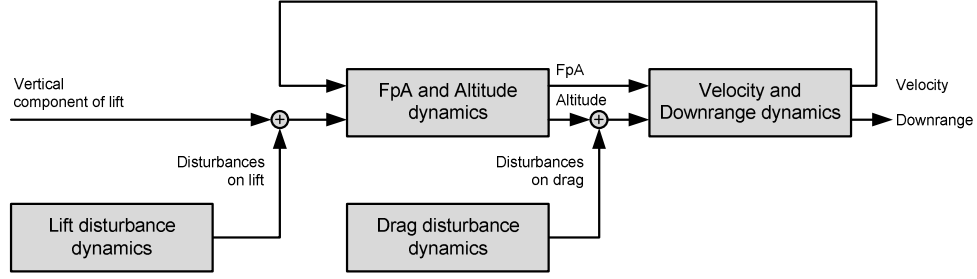 Vertical
component of lift
+
Disturbances
on lift
Lift disturbance
dynamics
FpA and Altitude
dynamics
FpA
Altitude
+
Disturbances
on drag
Drag disturbance
dynamics
Velocity and
Downrange dynamics
Velocity
Downrange